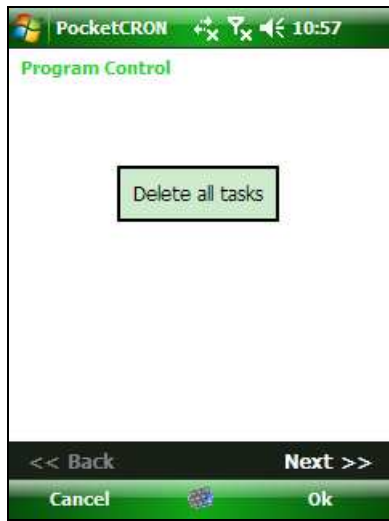 PocketCRON 10:57
Program Control
Delete all tasks
<< Back Next >>
Cancel Ok